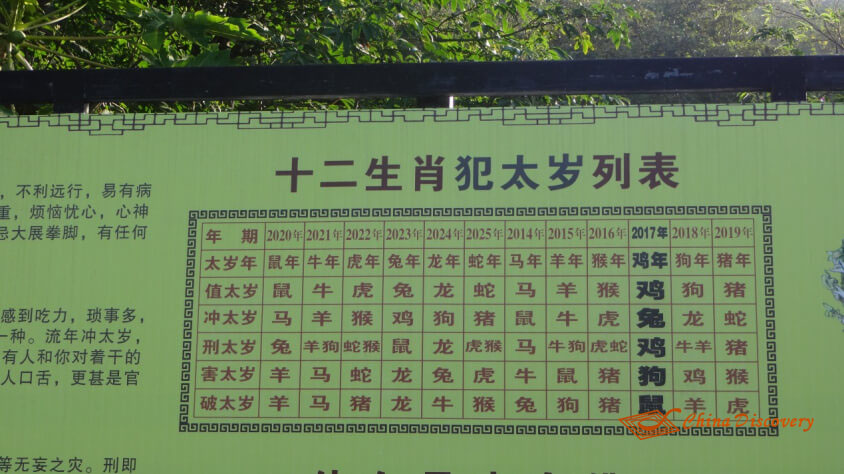 十二生肖犯太岁列表
，不利远行，易有病
重，烦恼忧心，心神
忌大展拳脚，有任何
感到吃力，琐事多，
一种。流年冲太岁，
有人和你对着干的
人口舌，更甚是官
等无妄之灾。刑即
年 期 2020年 2021年 2022年 2023年 2024年 2025年 2014年 2015年 2016年 2017年 2018年 2019年
太岁年 鼠年 牛年 虎年 兔年 龙年 蛇年 马年 羊年 猴年 鸡年 狗年 猪年
值太岁 鼠 牛 虎 兔 龙 蛇 马 羊 猴 鸡 狗 猪
冲太岁 马 羊 猴 鸡 狗 猪 鼠 牛 虎 兔 龙 蛇
刑太岁 兔 羊狗 蛇猴 鼠 龙 虎猴 马 牛狗 虎蛇 鸡 牛羊 猪
害太岁 羊 马 蛇 龙 兔 虎 牛 鼠 猪 狗 鸡 猴
破太岁 羊 马 猪 龙 牛 猴 兔 狗 猪 鼠 羊 虎
China Discovery